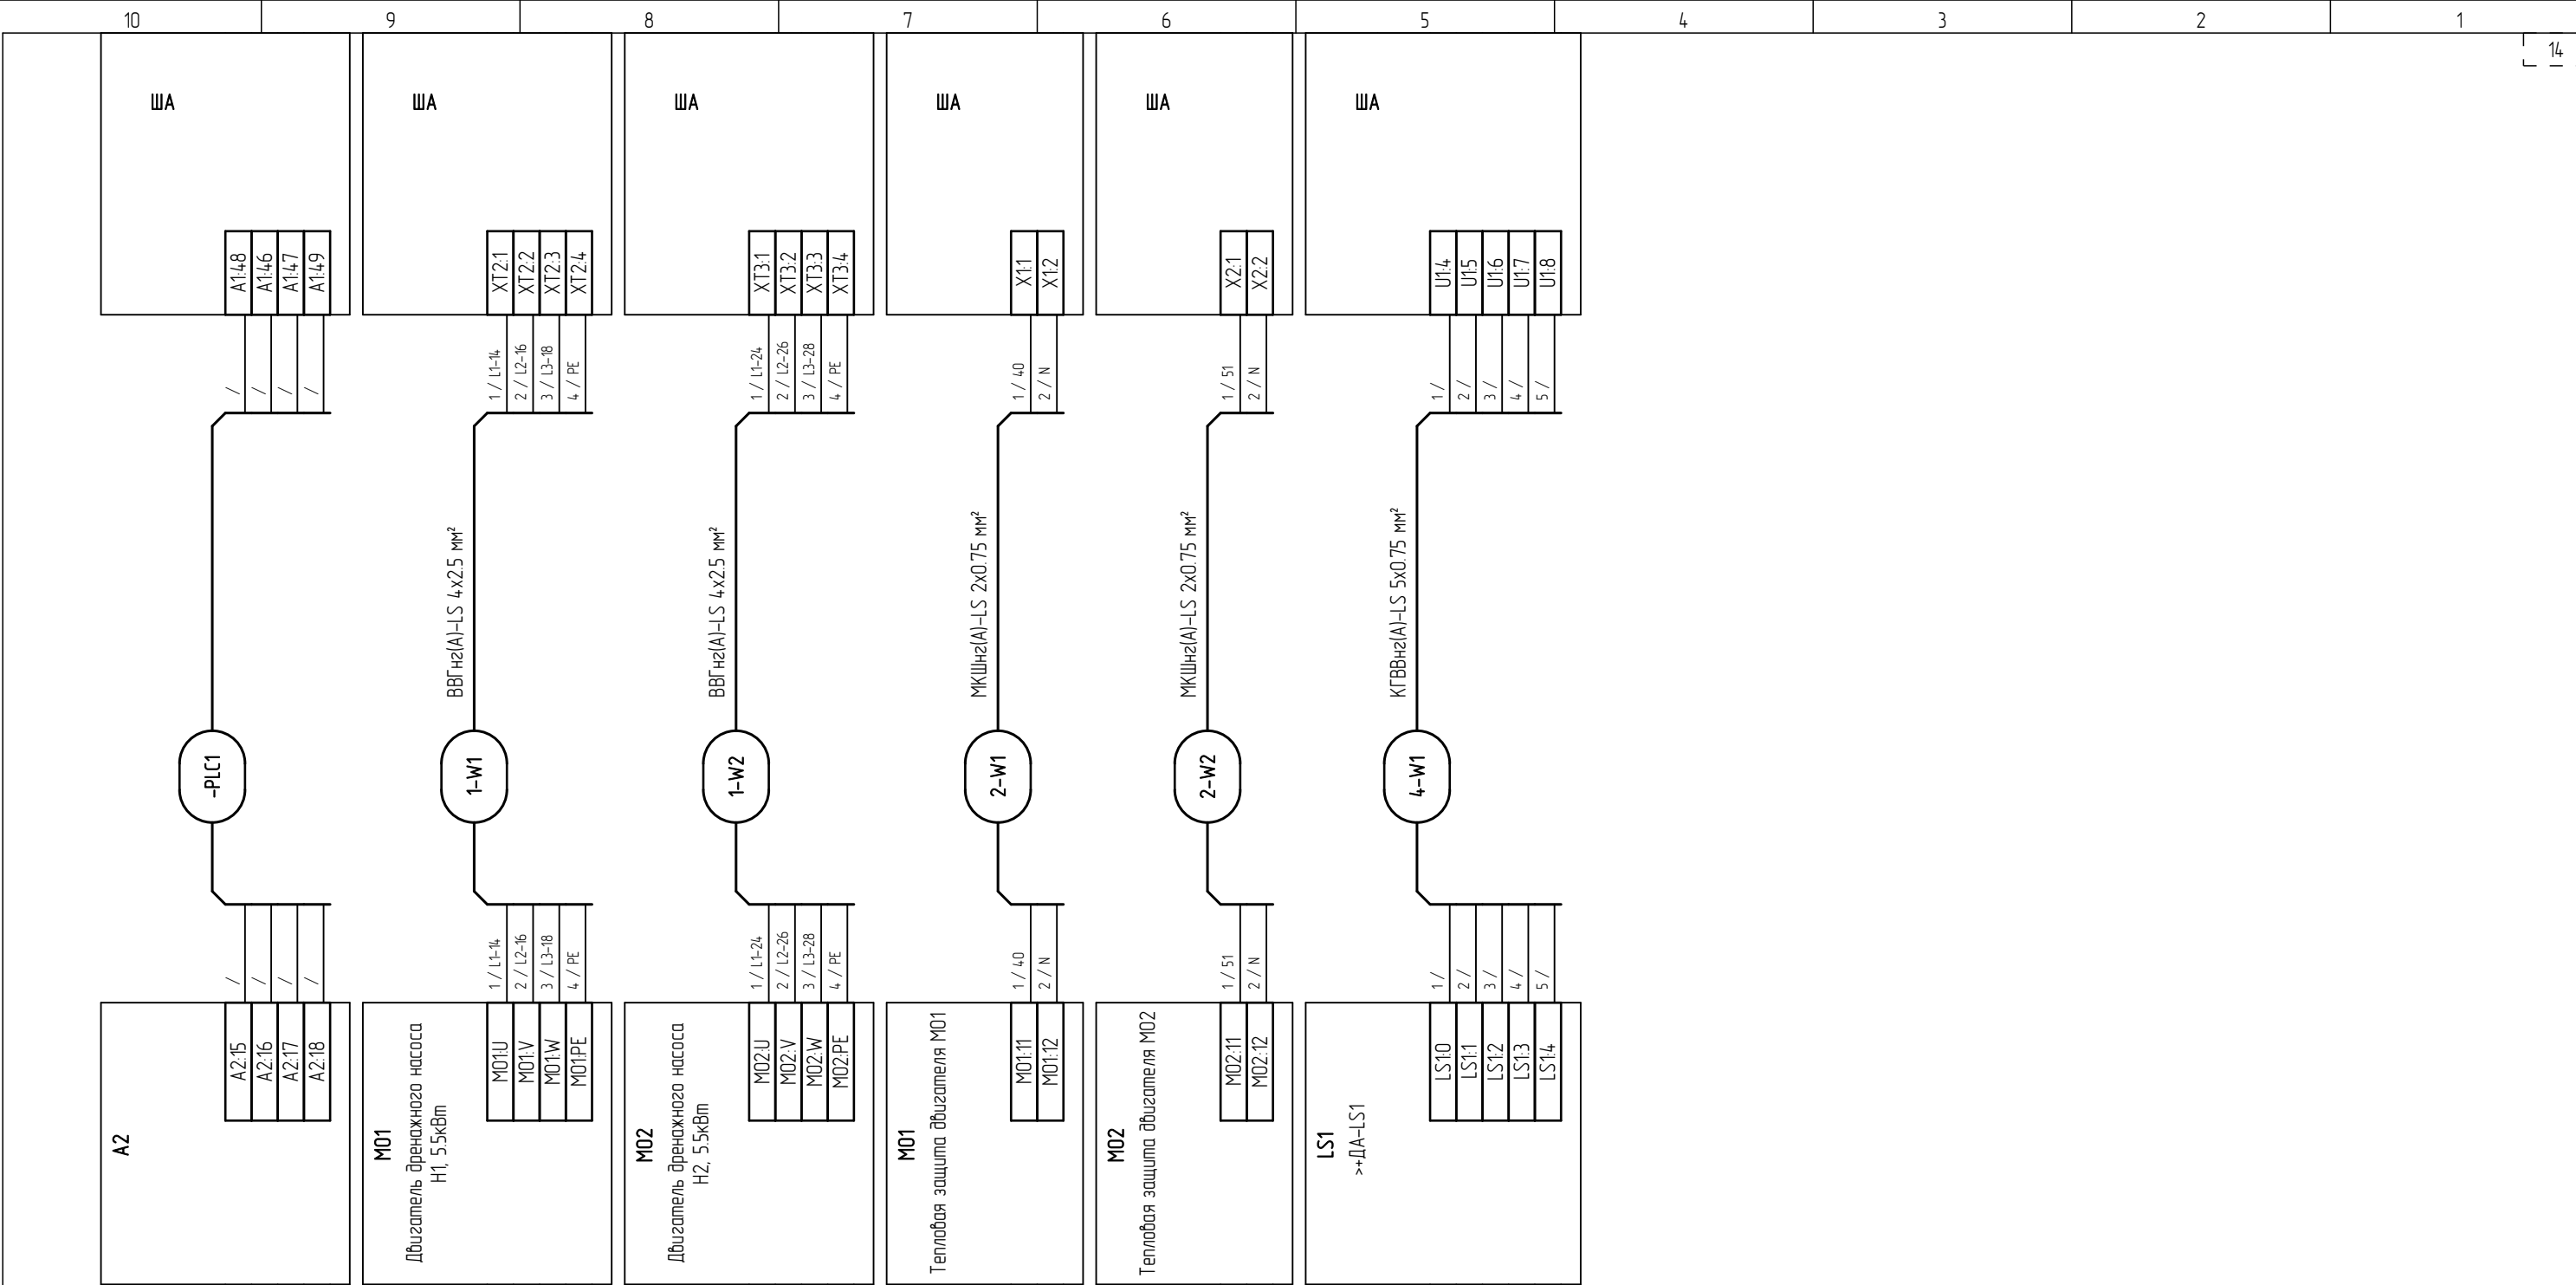 10 9 8 7 6 5 4 3 2 1
14
ША ША ША ША ША ША
A1:48
A1:46
A1:47
A1:49
XT2:1
XT2:2
XT2:3
XT2:4
XT3:1
XT3:2
XT3:3
XT3:4
X1:1
X1:2
X2:1
X2:2
U1:4
U1:5
U1:6
U1:7
U1:8
/
/
/
/
1 / L1-14
2 / L2-16
3 / L3-18
4 / PE
1 / L1-24
2 / L2-26
3 / L3-28
4 / PE
1 / 40
2 / N
1 / 51
2 / N
1 /
2 /
3 /
4 /
5 /
ВВГнг(А)-LS 4x2.5 мм²
ВВГнг(А)-LS 4x2.5 мм²
МКШнг(А)-LS 2x0.75 мм²
МКШнг(А)-LS 2x0.75 мм²
КГВВнг(А)-LS 5x0.75 мм²
-PLC1
1-W1
1-W2
2-W1
2-W2
4-W1
/
/
/
/
1 / L1-14
2 / L2-16
3 / L3-18
4 / PE
1 / L1-24
2 / L2-26
3 / L3-28
4 / PE
1 / 40
2 / N
1 / 51
2 / N
1 /
2 /
3 /
4 /
5 /
A2
A2:15
A2:16
A2:17
A2:18
M01
Двигатель дренажного насоса
Н1, 5.5кВт
M01:U
M01:V
M01:W
M01:PE
M02
Двигатель дренажного насоса
Н2, 5.5кВт
M02:U
M02:V
M02:W
M02:PE
M01
Тепловая защита двигателя M01
M01:11
M01:12
M02
Тепловая защита двигателя M02
M02:11
M02:12
LS1
>+ДА-LS1
LS1:0
LS1:1
LS1:2
LS1:3
LS1:4